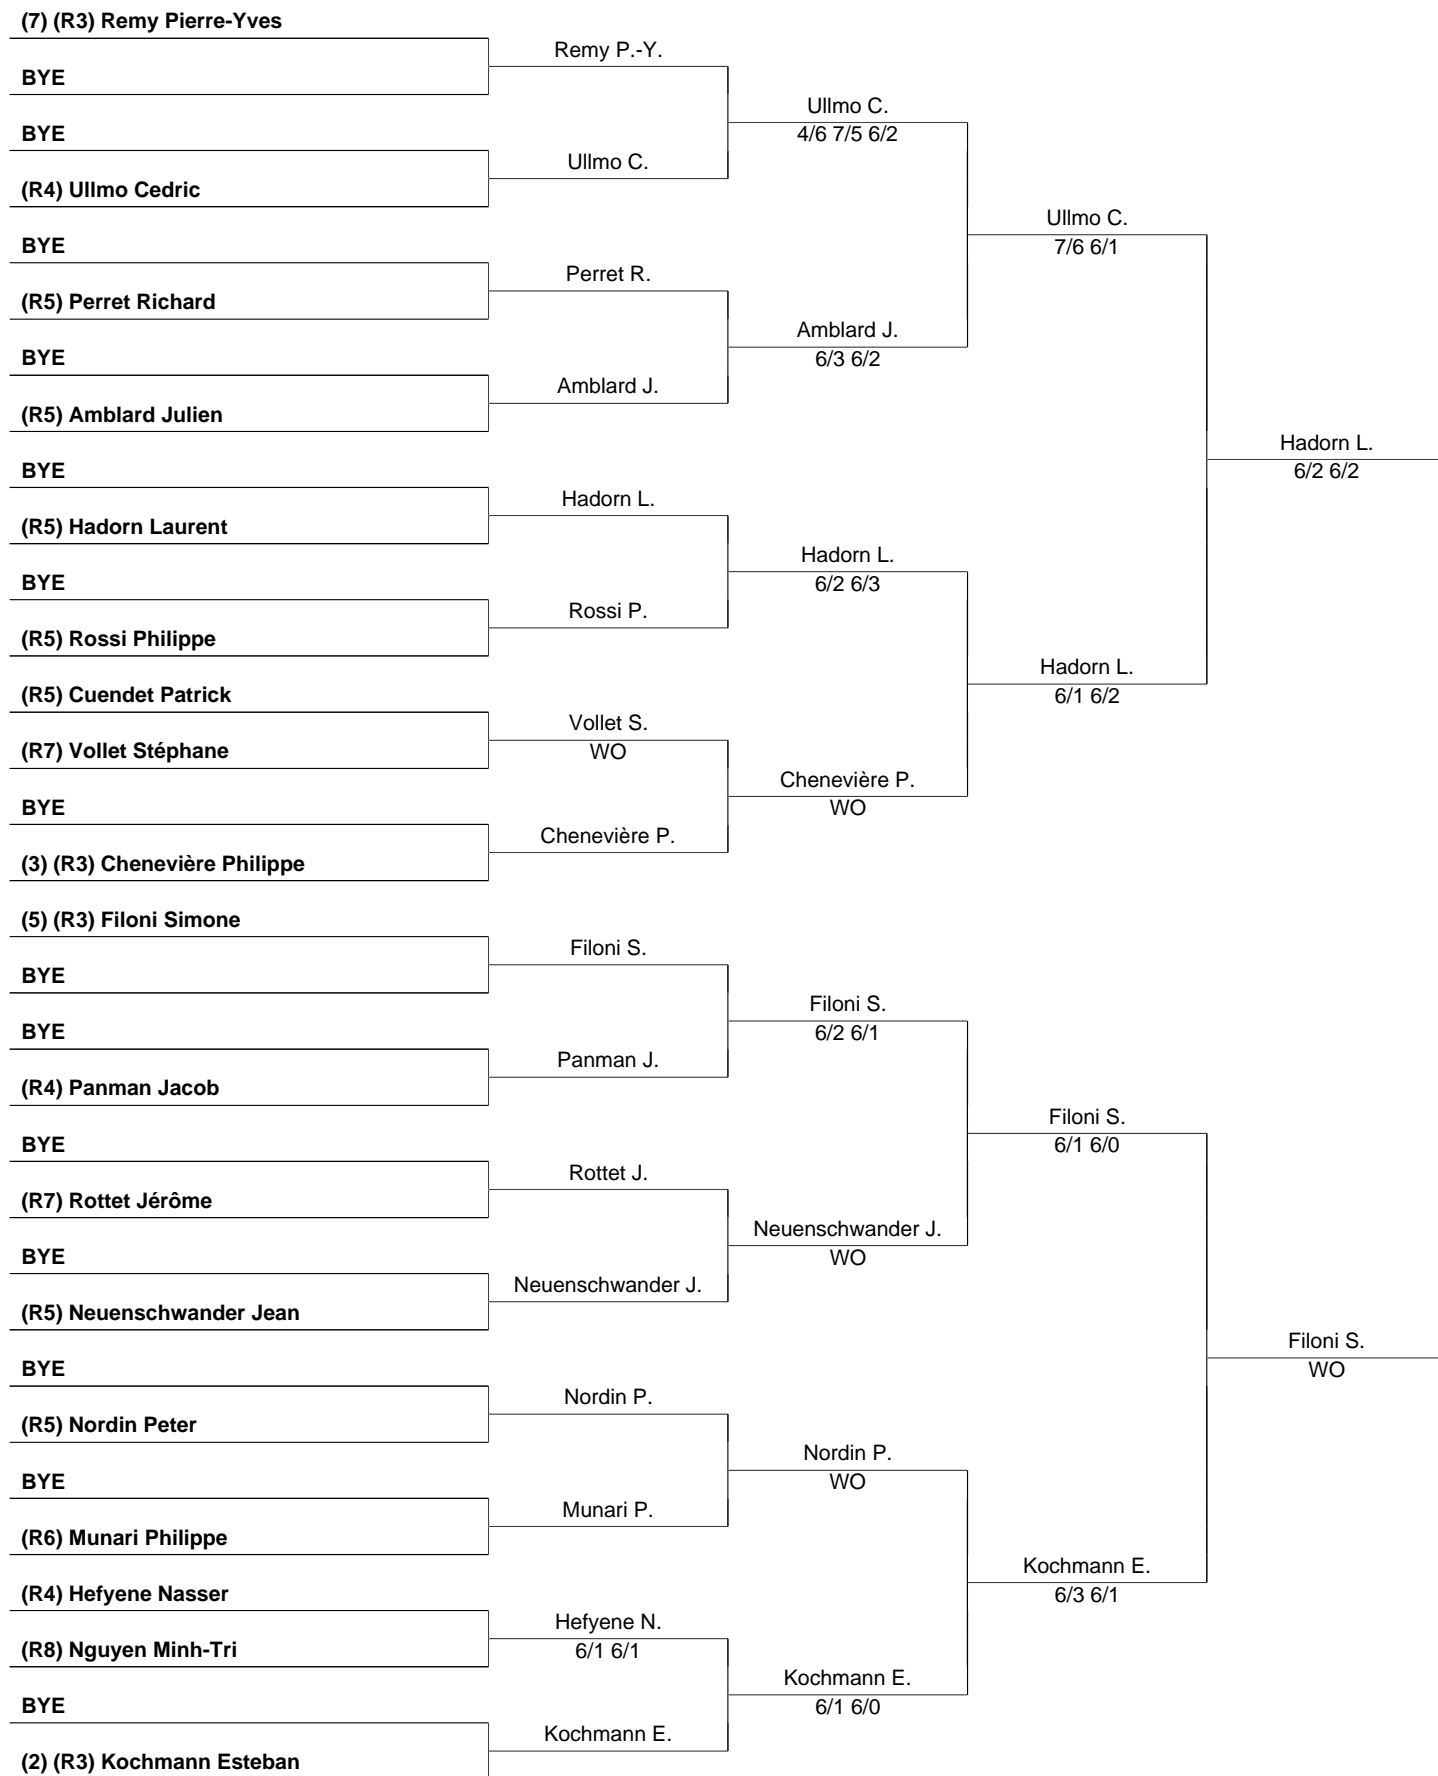 (7) (R3) Remy Pierre-Yves
Remy P.-Y.
BYE
Ullmo C.
4/6 7/5 6/2
BYE
Ullmo C.
(R4) Ullmo Cedric
Ullmo C.
7/6 6/1
BYE
Perret R.
(R5) Perret Richard
Amblard J.
6/3 6/2
BYE
Amblard J.
(R5) Amblard Julien
Hadorn L.
6/2 6/2
BYE
Hadorn L.
(R5) Hadorn Laurent
Hadorn L.
6/2 6/3
BYE
Rossi P.
(R5) Rossi Philippe
Hadorn L.
6/1 6/2
(R5) Cuendet Patrick
Vollet S.
WO
(R7) Vollet Stéphane
Chenevière P.
WO
BYE
Chenevière P.
(3) (R3) Chenevière Philippe
(5) (R3) Filoni Simone
Filoni S.
BYE
Filoni S.
6/2 6/1
BYE
Panman J.
(R4) Panman Jacob
Filoni S.
6/1 6/0
BYE
Rottet J.
(R7) Rottet Jérôme
Neuenschwander J.
WO
BYE
Neuenschwander J.
(R5) Neuenschwander Jean
Filoni S.
WO
BYE
Nordin P.
(R5) Nordin Peter
Nordin P.
WO
BYE
Munari P.
(R6) Munari Philippe
Kochmann E.
6/3 6/1
(R4) Hefyene Nasser
Hefyene N.
6/1 6/1
(R8) Nguyen Minh-Tri
Kochmann E.
6/1 6/0
BYE
Kochmann E.
(2) (R3) Kochmann Esteban